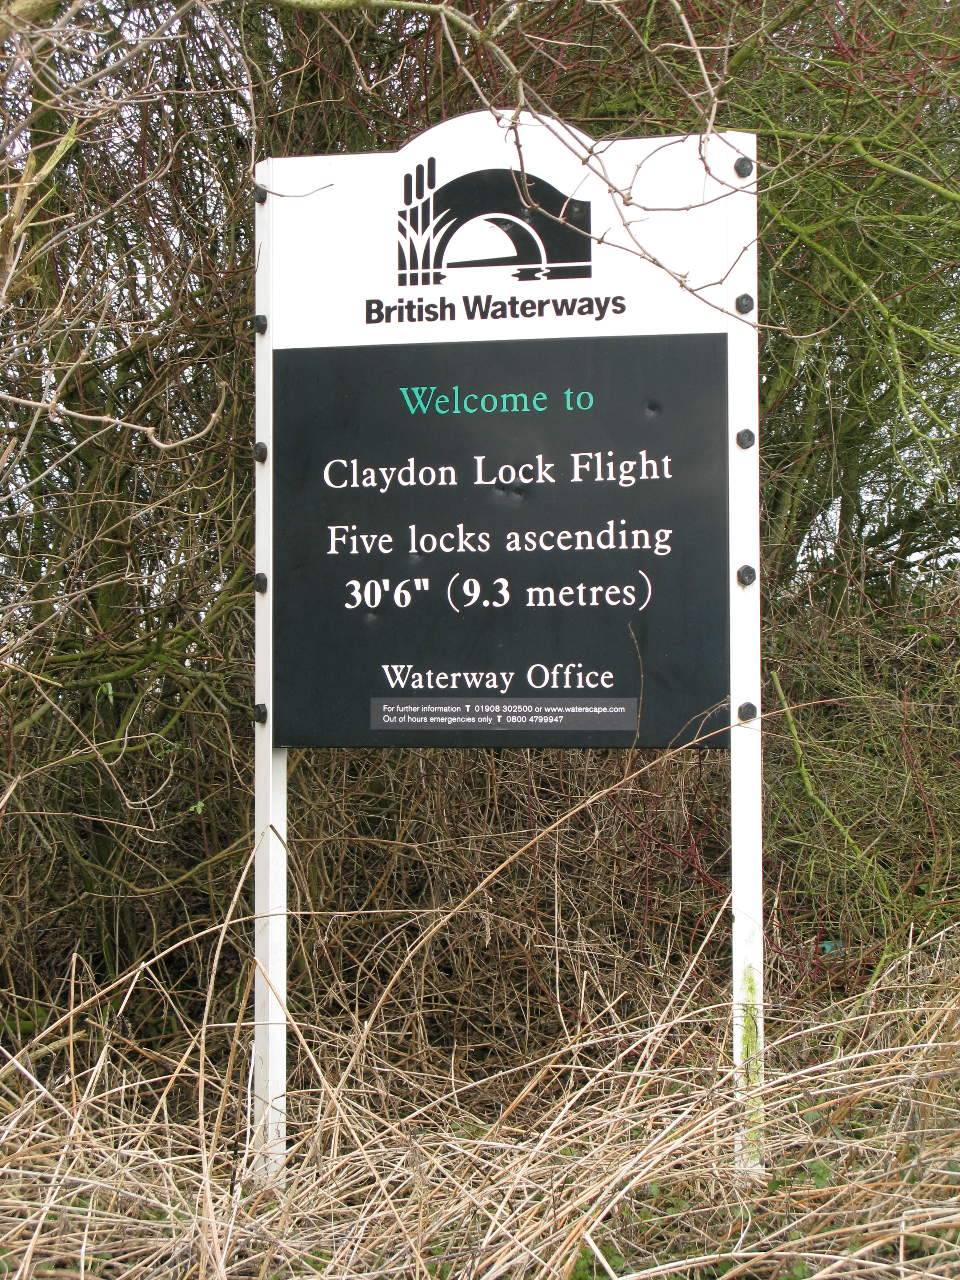 British Waterways
Welcome to
Claydon Lock Flight
Five locks ascending
30'6" (9.3 metres)
Waterway Office
For further information T 01908 302500 or www.waterscape.com
Out of hours emergencies only T 0800 4799947